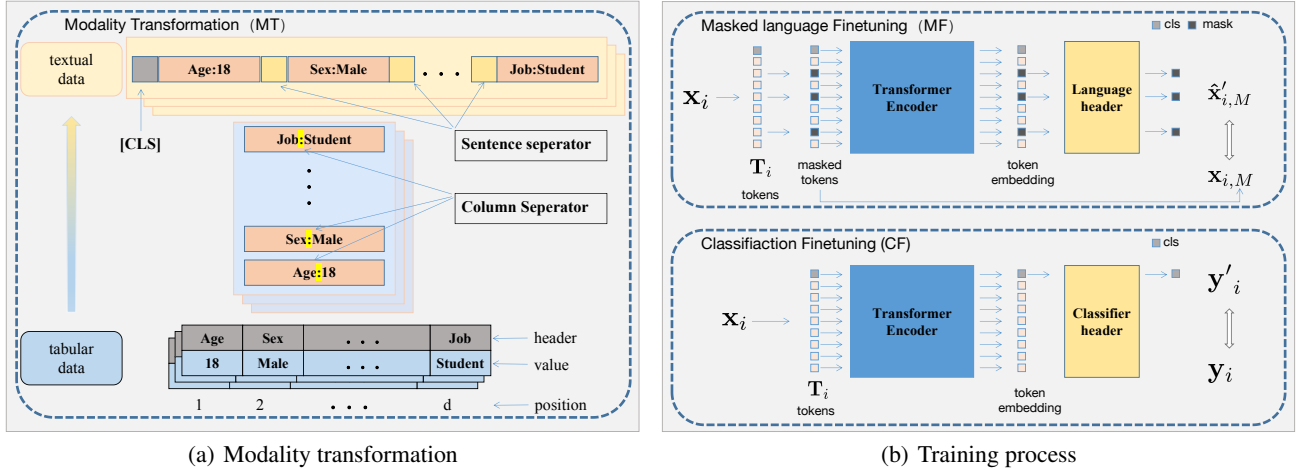 Modality Transformation (MT)
textual
data
Age:18
Sex:Male
. . .
Job:Student
[CLS]
Job:Student
Sentence seperator
Column Seperator
Sex:Male
Age:18
tabular
data
Age Sex . . . Job
header
18 Male . . . Student
value
1 2 . . . d
position
(a) Modality transformation
Masked language Finetuning (MF)
cls mask
x_i
Transformer
Encoder
Language
header
x̂'_{i,M}
T_i
tokens
masked
tokens
token
embedding
x_{i,M}
Classifiaction Finetuning (CF)
cls
x_i
Transformer
Encoder
Classifier
header
y'_i
y_i
T_i
tokens
token
embedding
(b) Training process